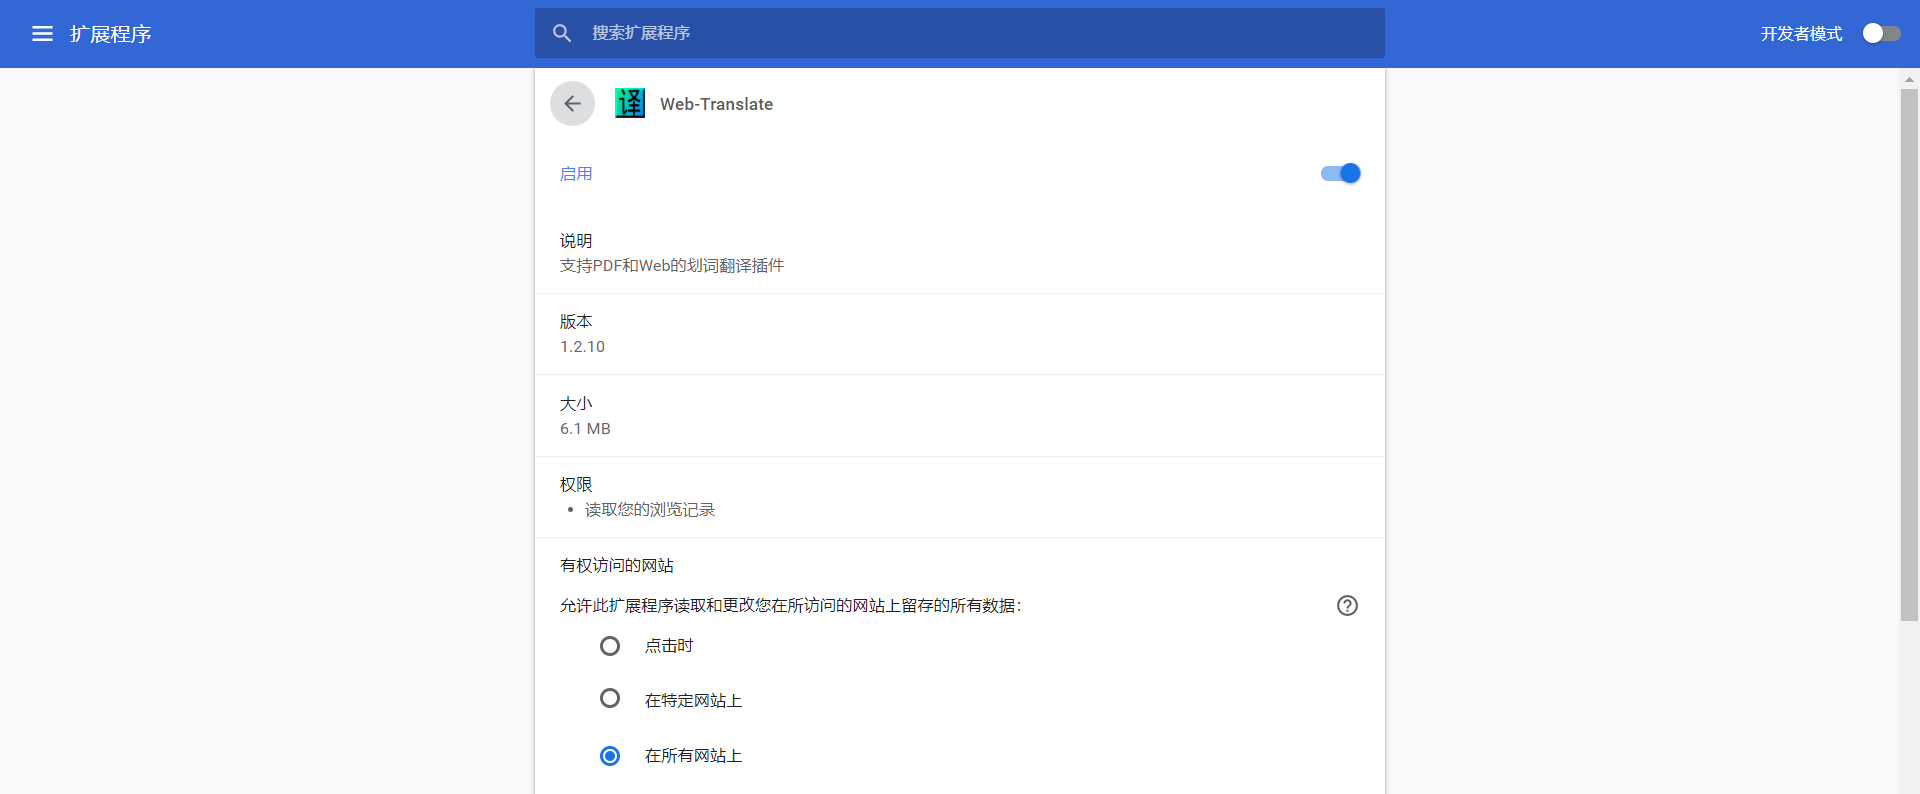 扩展程序
搜索扩展程序
开发者模式
译
Web-Translate
启用
说明
支持PDF和Web的划词翻译插件
版本
1.2.10
大小
6.1 MB
权限
• 读取您的浏览记录
有权访问的网站
允许此扩展程序读取和更改您在所访问的网站上留存的所有数据：
点击时
在特定网站上
在所有网站上